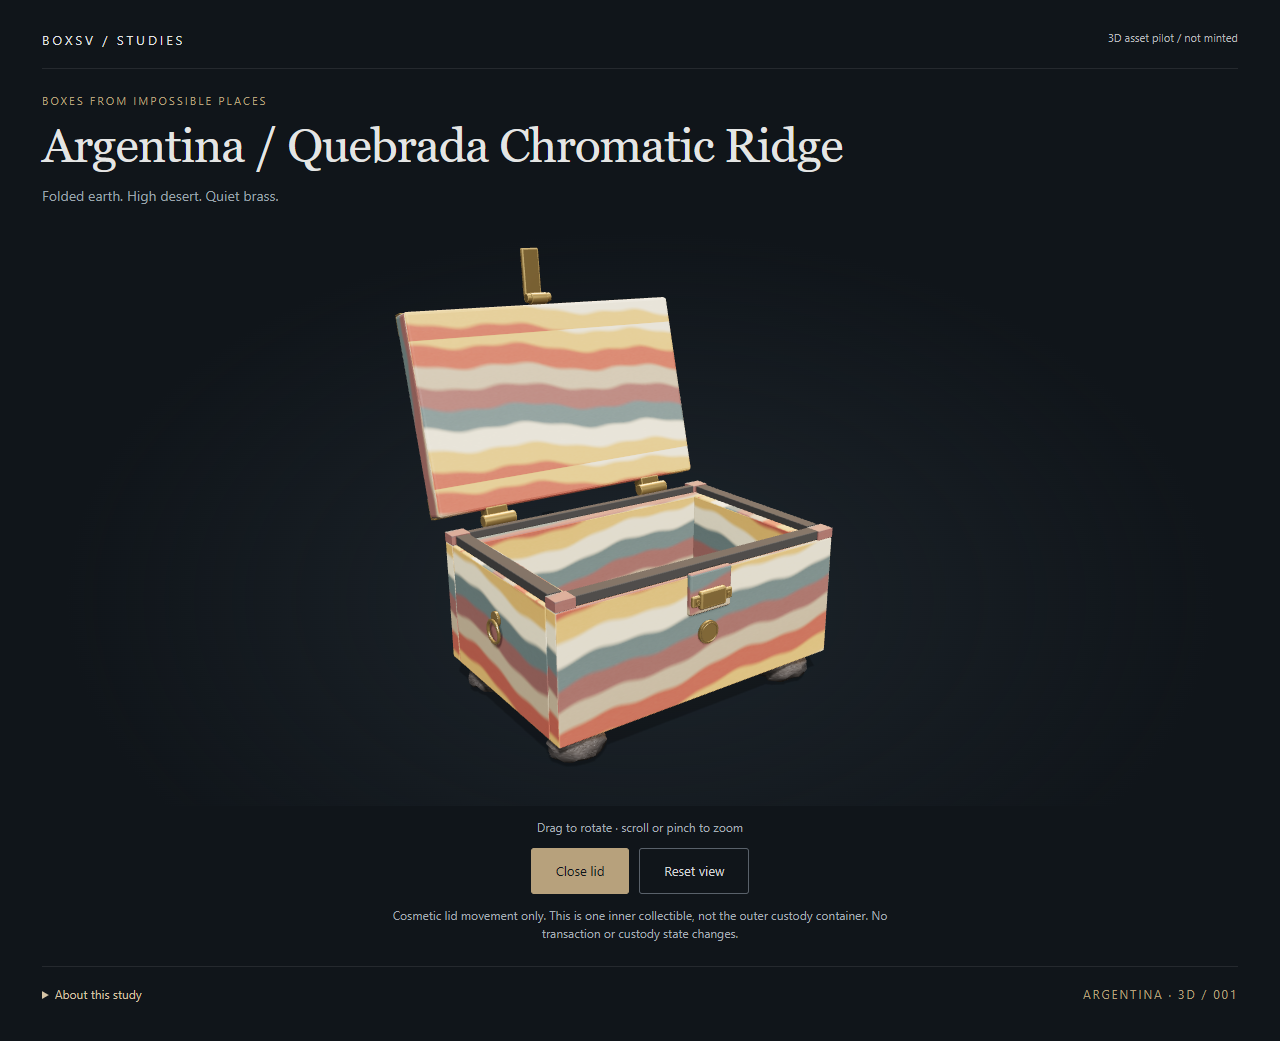 BOXSV / STUDIES
3D asset pilot / not minted
BOXES FROM IMPOSSIBLE PLACES
Argentina / Quebrada Chromatic Ridge
Folded earth. High desert. Quiet brass.
Drag to rotate · scroll or pinch to zoom
Close lid
Reset view
Cosmetic lid movement only. This is one inner collectible, not the outer custody container. No
transaction or custody state changes.
About this study
ARGENTINA · 3D / 001